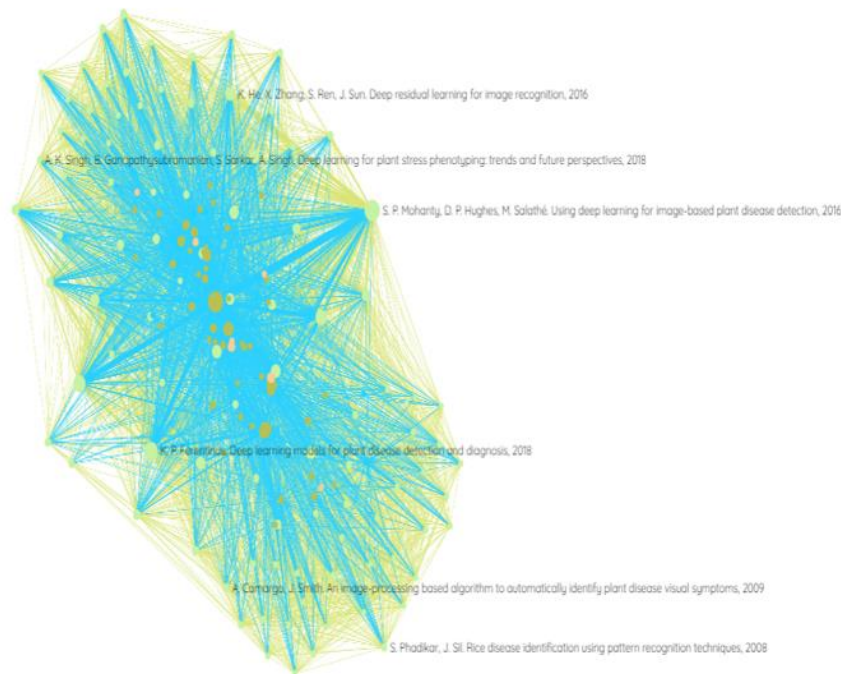 K. He, X. Zhang, S. Ren, J. Sun. Deep residual learning for image recognition, 2016
A. K. Singh, B. Ganapathysubramanian, S. Sarkar, A. Singh. Deep learning for plant stress phenotyping: trends and future perspectives, 2018
S. P. Mohanty, D. P. Hughes, M. Salathé. Using deep learning for image-based plant disease detection, 2016
K. P. Ferentinos. Deep learning models for plant disease detection and diagnosis, 2018
A. Camargo, J. Smith. An image-processing based algorithm to automatically identify plant disease visual symptoms, 2009
S. Phadikar, J. Sil. Rice disease identification using pattern recognition techniques, 2008